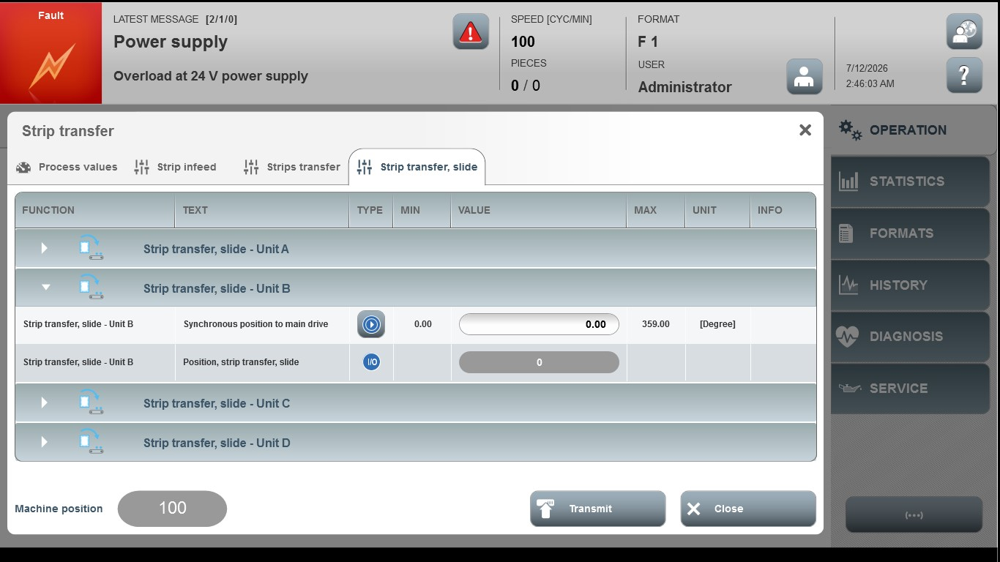 Fault
LATEST MESSAGE [2/1/0]
Power supply
Overload at 24 V power supply
SPEED [CYC/MIN]
100
PIECES
0 / 0
FORMAT
F 1
USER
Administrator
7/12/2026
2:46:03 AM
?
Strip transfer
Process values
Strip infeed
Strips transfer
Strip transfer, slide
FUNCTION TEXT TYPE MIN VALUE MAX UNIT INFO
Strip transfer, slide - Unit A
Strip transfer, slide - Unit B
Strip transfer, slide - Unit B Synchronous position to main drive 0.00 0.00 359.00 [Degree]
Strip transfer, slide - Unit B Position, strip transfer, slide I/O 0
Strip transfer, slide - Unit C
Strip transfer, slide - Unit D
Machine position 100
Transmit
Close
OPERATION
STATISTICS
FORMATS
HISTORY
DIAGNOSIS
SERVICE
(•••)